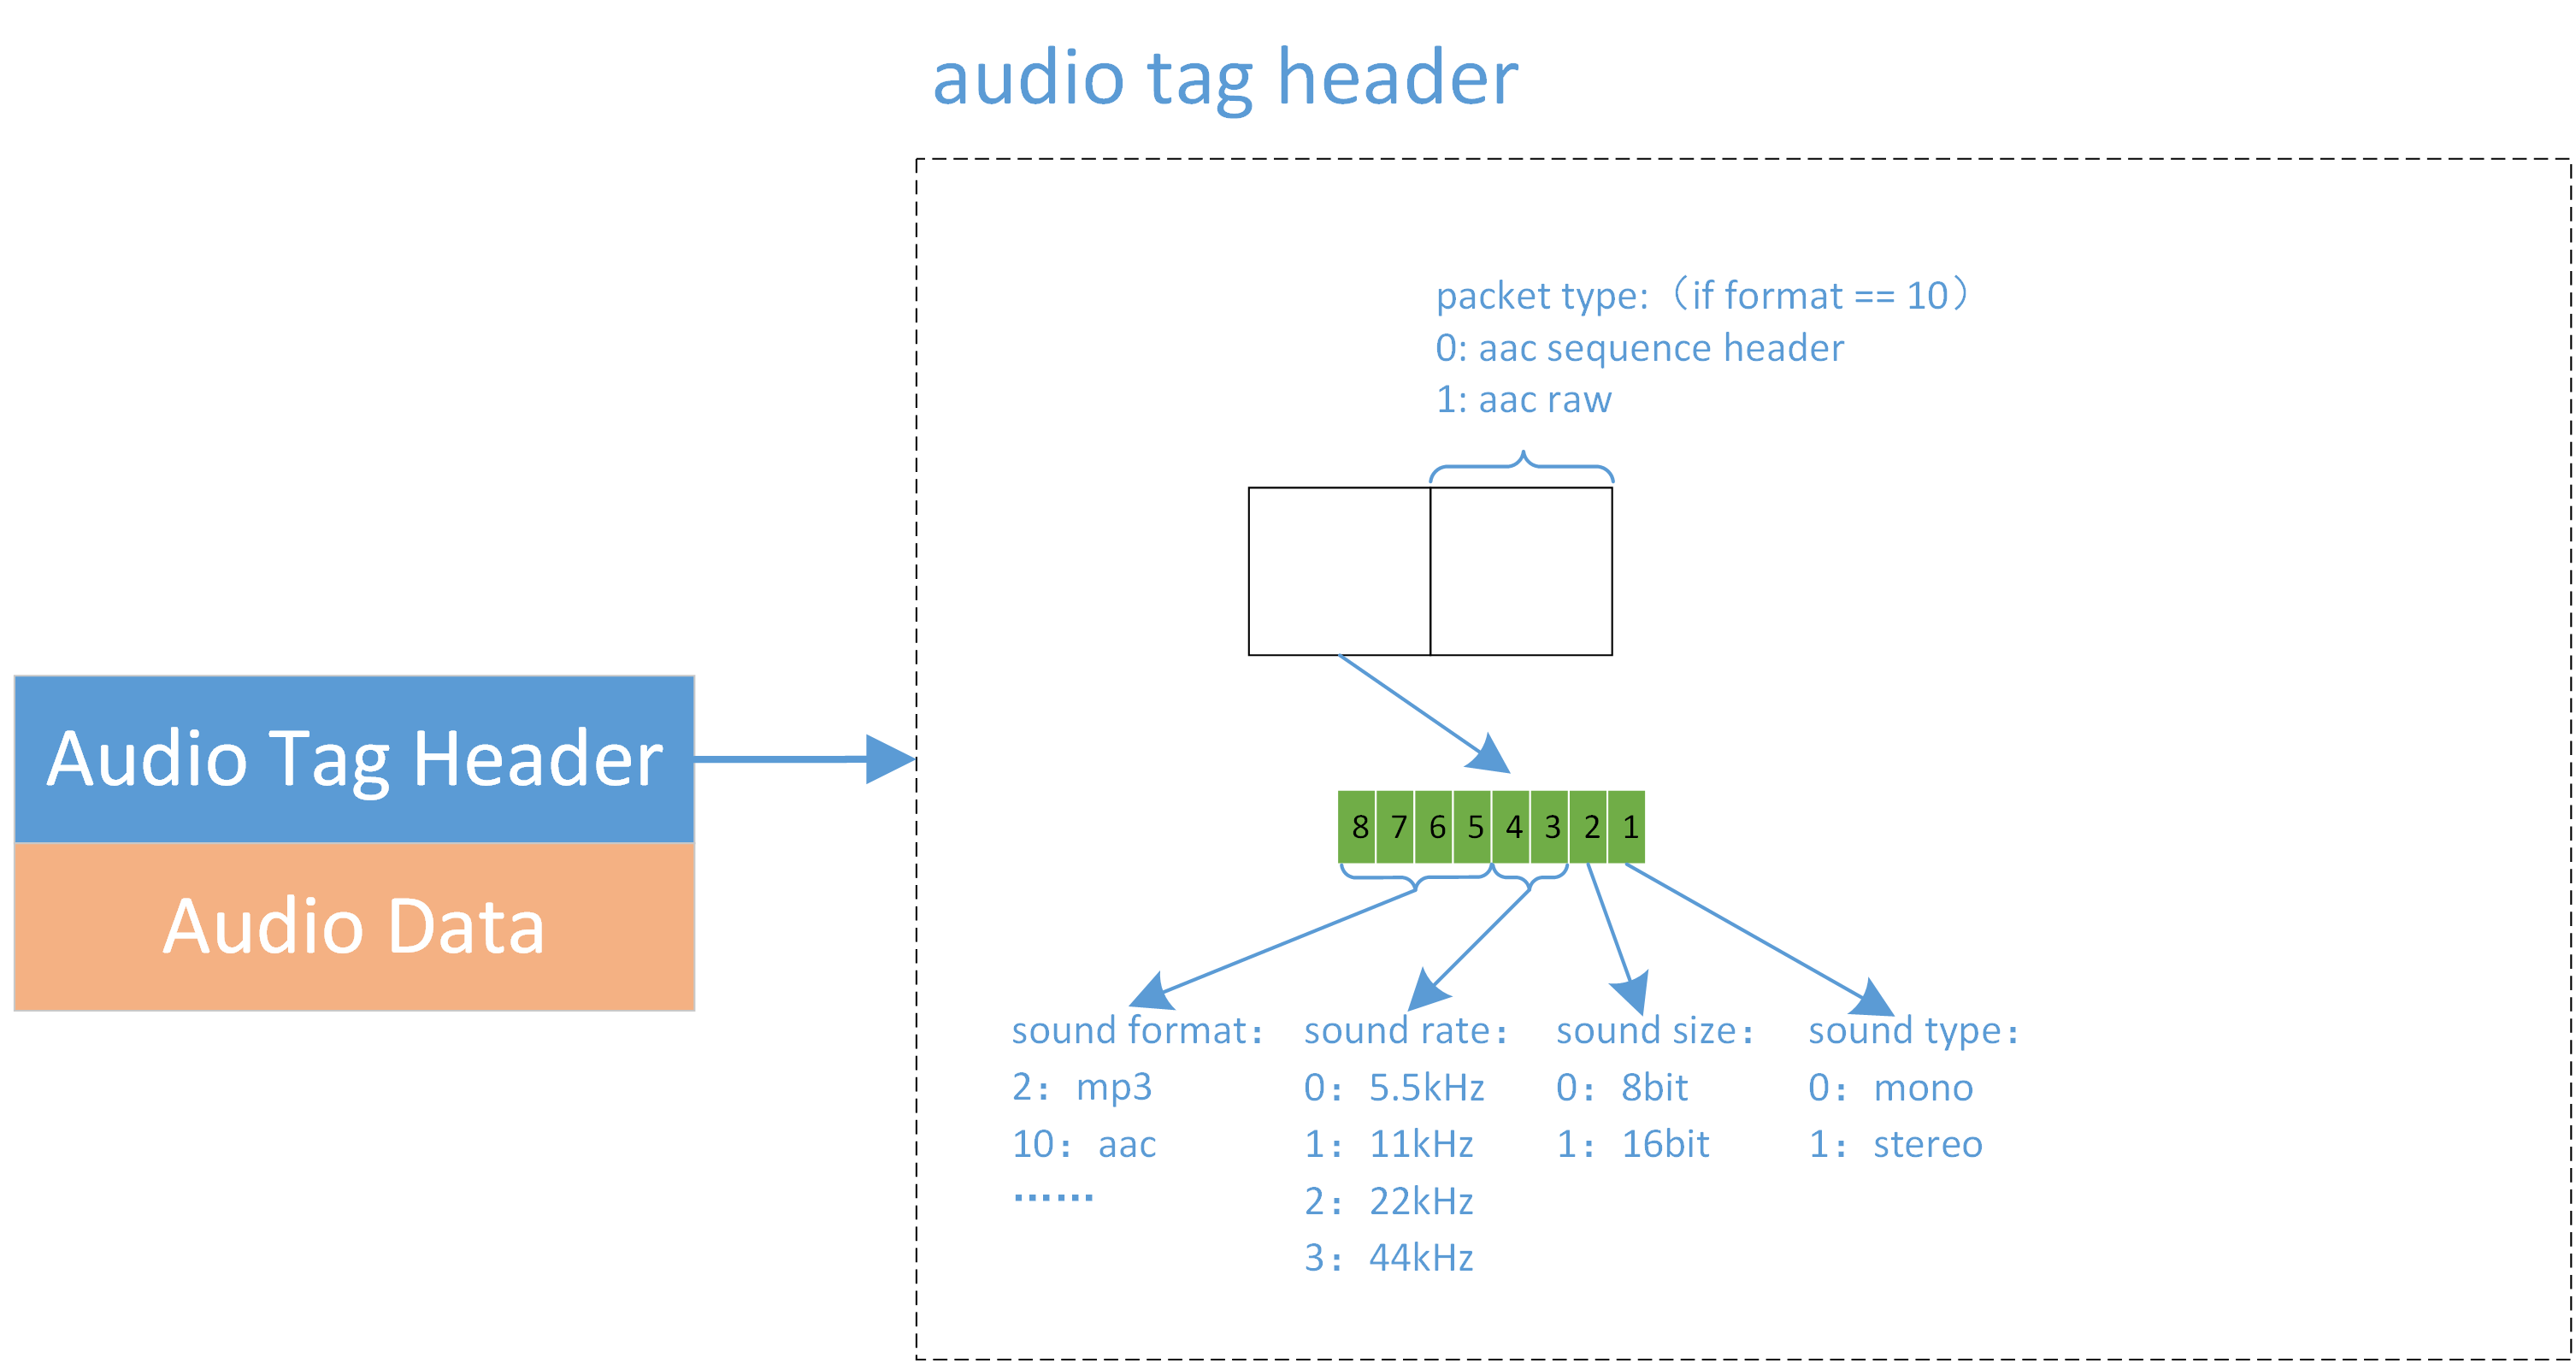 audio tag header
packet type:（if format == 10）
0: aac sequence header
1: aac raw
Audio Tag Header
Audio Data
8 7 6 5 4 3 2 1
sound format：
2： mp3
10： aac
……
sound rate：
0： 5.5kHz
1： 11kHz
2： 22kHz
3： 44kHz
sound size：
0： 8bit
1： 16bit
sound type：
0： mono
1： stereo